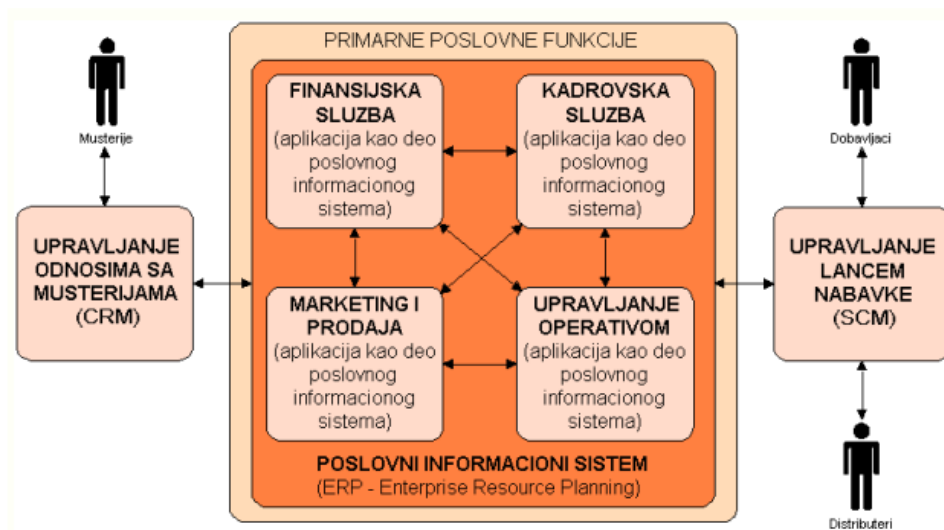 PRIMARNE POSLOVNE FUNKCIJE
Musterije
UPRAVLJANJE
ODNOSIMA SA
MUSTERIJAMA
(CRM)
FINANSIJSKA
SLUZBA
(aplikacija kao deo
poslovnog
informacionog
sistema)
KADROVSKA
SLUZBA
(aplikacija kao deo
poslovnog
informacionog
sistema)
MARKETING I
PRODAJA
(aplikacija kao deo
poslovnog
informacionog
sistema)
UPRAVLJANJE
OPERATIVOM
(aplikacija kao deo
poslovnog
informacionog
sistema)
POSLOVNI INFORMACIONI SISTEM
(ERP - Enterprise Resource Planning)
Dobavljaci
UPRAVLJANJE
LANCEM
NABAVKE
(SCM)
Distributeri